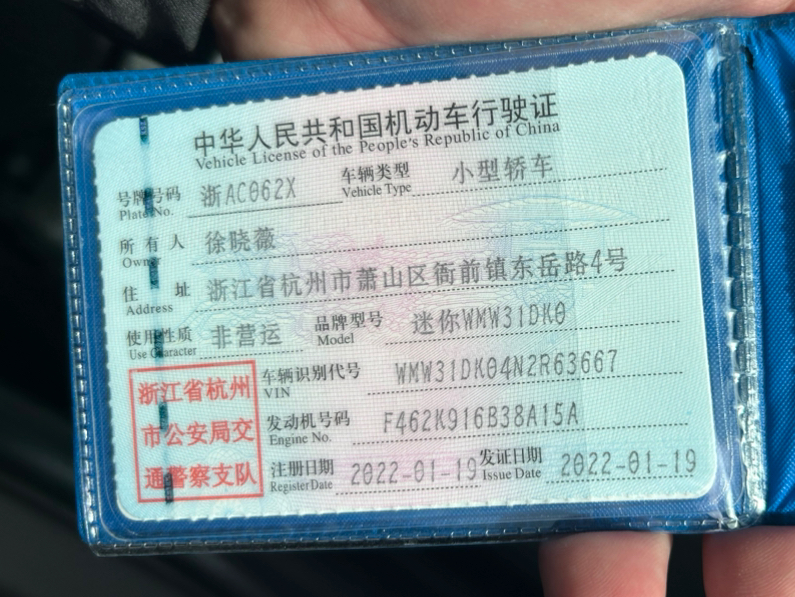 中华人民共和国机动车行驶证
Vehicle License of the People's Republic of China
号牌号码 浙AC062X 车辆类型 小型轿车
Plate No. Vehicle Type
所有人 徐晓薇
Owner
住址 浙江省杭州市萧山区衙前镇东岳路4号
Address
使用性质 非营运 品牌型号 迷你WMW31DK0
Use Character Model
浙江省杭州
市公安局交
通警察支队
车辆识别代号 WMW31DK04N2R63667
VIN
发动机号码 F462K916B38A15A
Engine No.
注册日期 2022-01-19 发证日期 2022-01-19
Register Date Issue Date